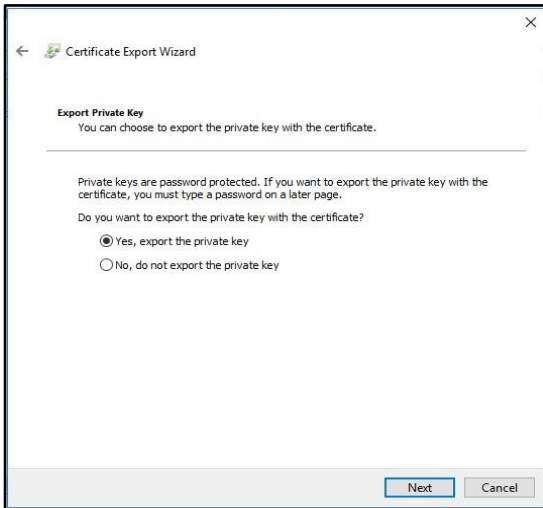 Certificate Export Wizard
Export Private Key
You can choose to export the private key with the certificate.
Private keys are password protected. If you want to export the private key with the
certificate, you must type a password on a later page.
Do you want to export the private key with the certificate?
Yes, export the private key
No, do not export the private key
Next Cancel